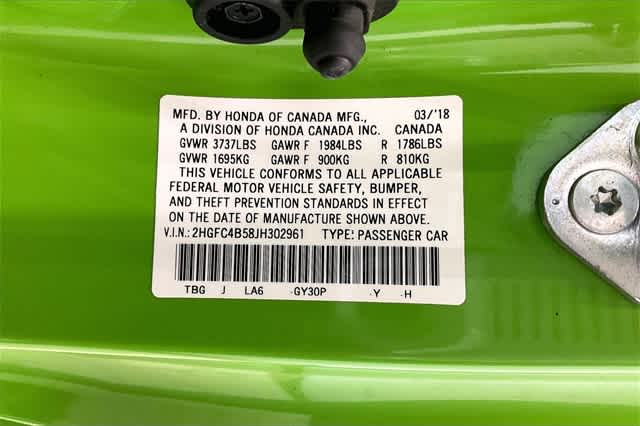 MFD. BY HONDA OF CANADA MFG., 03/'18
A DIVISION OF HONDA CANADA INC. CANADA
GVWR 3737LBS GAWR F 1984LBS R 1786LBS
GVWR 1695KG GAWR F 900KG R 810KG
THIS VEHICLE CONFORMS TO ALL APPLICABLE
FEDERAL MOTOR VEHICLE SAFETY, BUMPER,
AND THEFT PREVENTION STANDARDS IN EFFECT
ON THE DATE OF MANUFACTURE SHOWN ABOVE.
V.I.N.: 2HGFC4B58JH302961 TYPE: PASSENGER CAR
TBG J LA6 -GY30P -Y -H